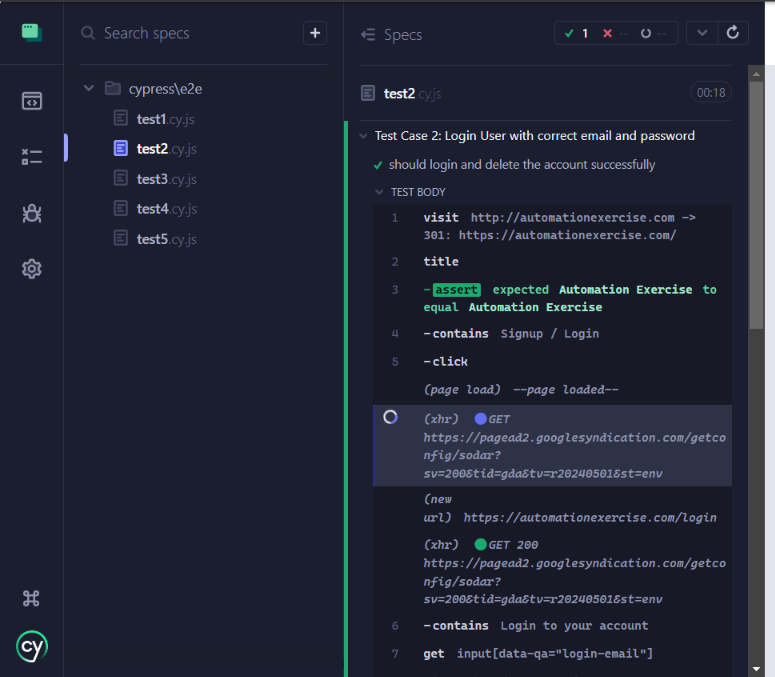 Search specs
+
Specs
1
--
--
cypress\e2e
test1.cy.js
test2.cy.js
test3.cy.js
test4.cy.js
test5.cy.js
cy
test2.cy.js
00:18
Test Case 2: Login User with correct email and password
should login and delete the account successfully
TEST BODY
1 visit http://automationexercise.com ->
301: https://automationexercise.com/
2 title
3 -assert expected Automation Exercise to
equal Automation Exercise
4 -contains Signup / Login
5 -click
(page load) --page loaded--
(xhr) GET
https://pagead2.googlesyndication.com/getco
nfig/sodar?
sv=200&tid=gda&tv=r20240501&st=env
(new
url) https://automationexercise.com/login
(xhr) GET 200
https://pagead2.googlesyndication.com/getco
nfig/sodar?
sv=200&tid=gda&tv=r20240501&st=env
6 -contains Login to your account
7 get input[data-qa="login-email"]